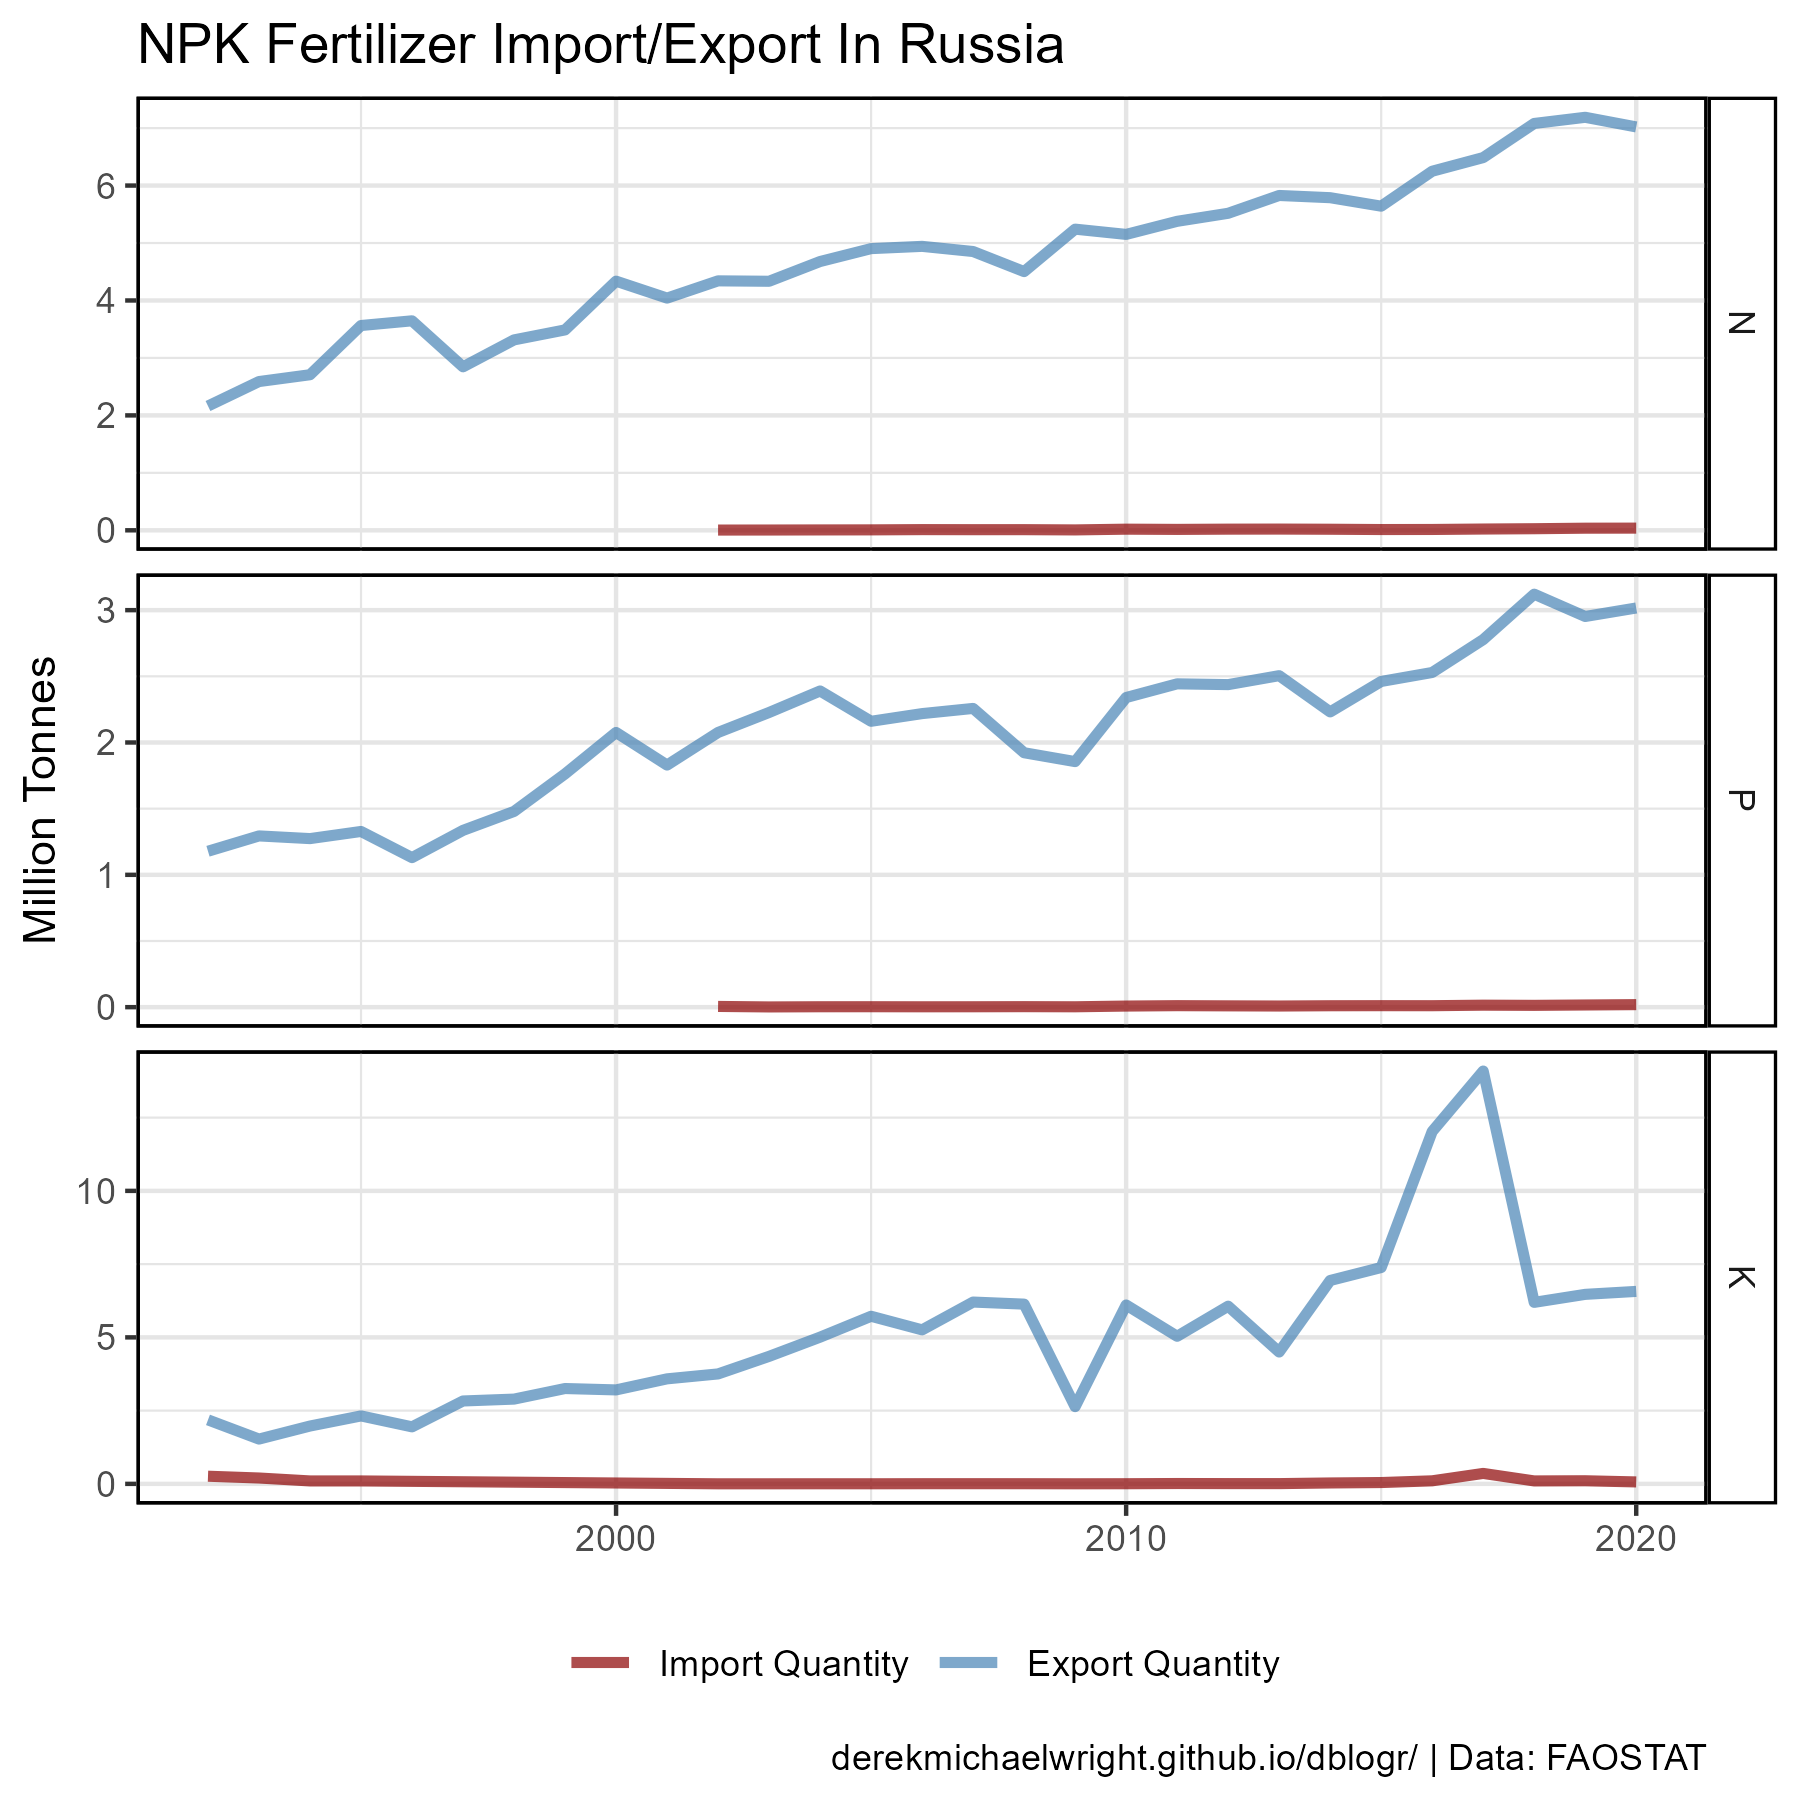 NPK Fertilizer Import/Export In Russia
Million Tonnes
6
4
2
0
N
3
2
1
0
P
10
5
0
K
2000 2010 2020
Import Quantity Export Quantity
derekmichaelwright.github.io/dblogr/ | Data: FAOSTAT